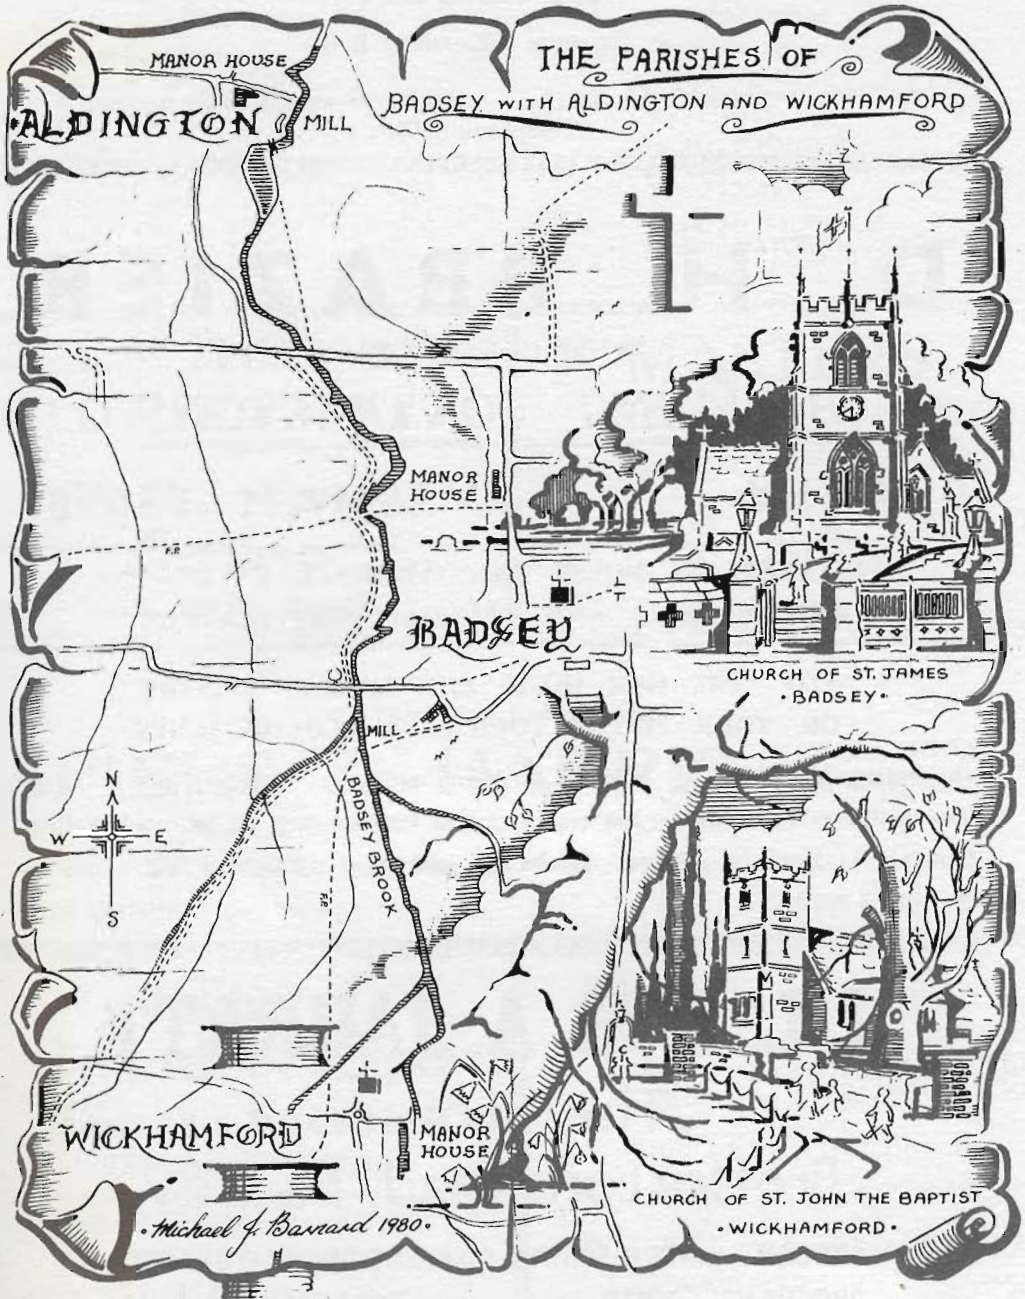 THE PARISHES OF
BADSEY WITH ALDINGTON AND WICKHAMFORD
MANOR HOUSE
ALDINGTON
MILL
MANOR
HOUSE
F.P.
BADSEY
CHURCH OF ST. JAMES
BADSEY.
MILL
N
W E
S
BADSEY BROOK
F.P.
WICKHAMFORD
MANOR
HOUSE
CHURCH OF ST. JOHN THE BAPTIST
·WICKHAMFORD·
·Michael J. Barnard 1980·